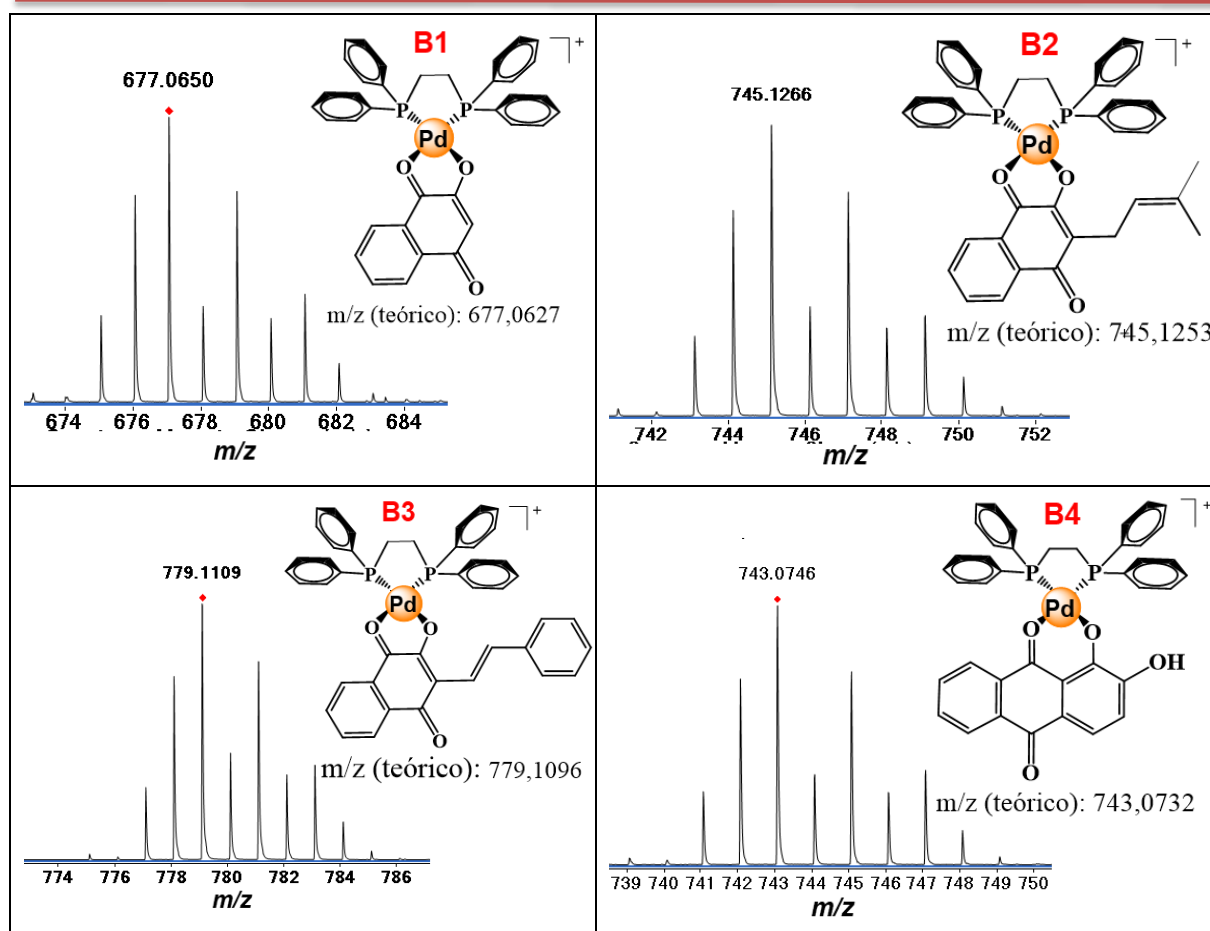 B1
]+
677.0650
P P
Pd
O O
O
m/z (teórico): 677,0627
674 676 678 680 682 684
m/z
B2
]+
745.1266
P P
Pd
O O
O
m/z (teórico): 745,1253
742 744 746 748 750 752
m/z
B3
]+
779.1109
P P
Pd
O O
O
m/z (teórico): 779,1096
774 776 778 780 782 784 786
m/z
B4
]+
743.0746
P P
Pd
O O
OH
O
m/z (teórico): 743,0732
739 740 741 742 743 744 745 746 747 748 749 750
m/z